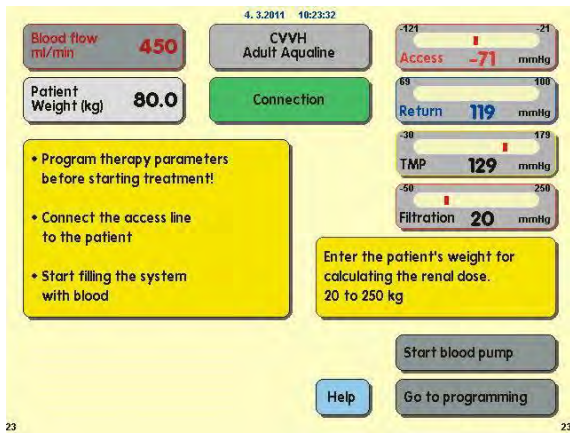 4. 3.2011 10:23:32
Blood flow
ml/min
450
CVVH
Adult Aqualine
-121
-21
Access
-71
mmHg
Patient
Weight (kg)
80.0
Connection
69
100
Return
119
mmHg
-30
179
TMP
129
mmHg
-50
250
Filtration
20
mmHg
• Program therapy parameters
before starting treatment!
• Connect the access line
to the patient
• Start filling the system
with blood
Enter the patient's weight for
calculating the renal dose.
20 to 250 kg
Start blood pump
Help
Go to programming
23
23